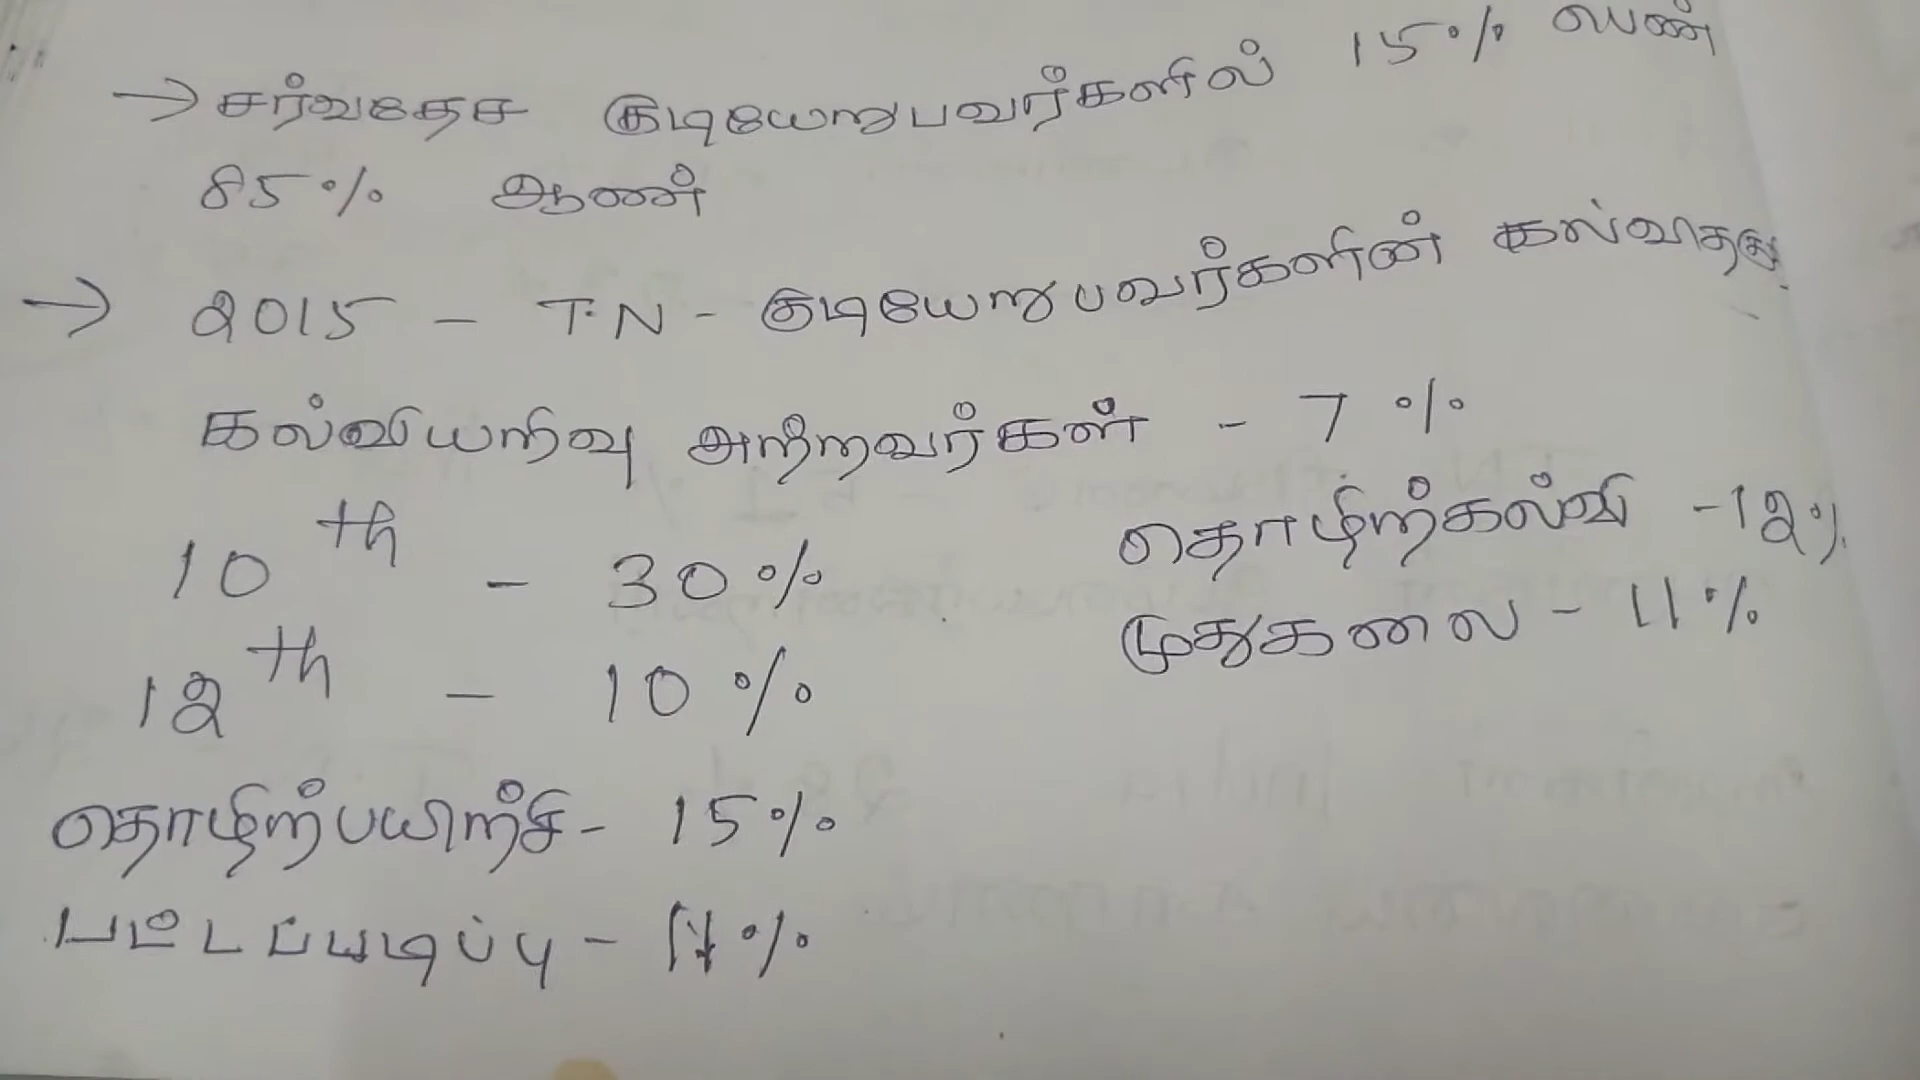 → சர்வதேச குடியேறுபவர்களில் 15% பெண்
85% ஆண்
→ 2015 - T.N - குடியேறுபவர்களின்
கல்வியறிவு அற்றவர்கள் - 7%
10th - 30%
தொழிற்கல்வி - 12%
12th - 10%
முதுகலை - 11%
தொழிற்பயிற்சி - 15%
பட்டப்படிப்பு -